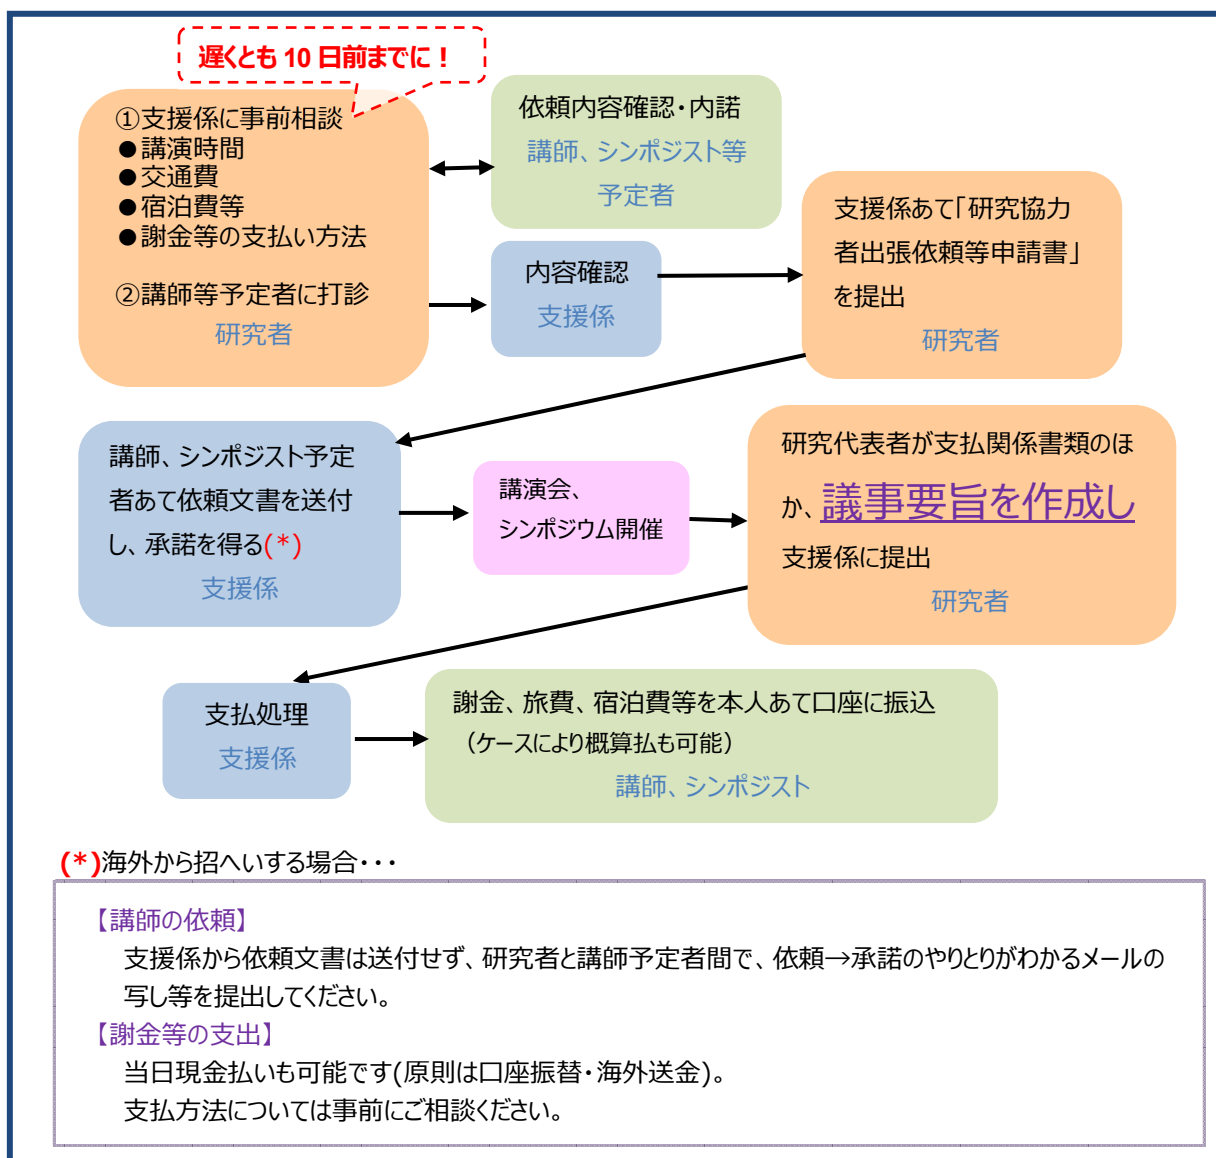 遅くとも 10 日前までに！
①支援係に事前相談
●講演時間
●交通費
●宿泊費等
●謝金等の支払い方法
②講師等予定者に打診
研究者
依頼内容確認・内諾
講師、シンポジスト等
予定者
内容確認
支援係
支援係あて「研究協力
者出張依頼等申請書」
を提出
研究者
講師、シンポジスト予定
者あて依頼文書を送付
し、承諾を得る(*)
支援係
講演会、
シンポジウム開催
研究代表者が支払関係書類のほ
か、議事要旨を作成し
支援係に提出
研究者
支払処理
支援係
謝金、旅費、宿泊費等を本人あて口座に振込
（ケースにより概算払も可能）
講師、シンポジスト
(*)海外から招へいする場合・・・
【講師の依頼】
支援係から依頼文書は送付せず、研究者と講師予定者間で、依頼→承諾のやりとりがわかるメールの
写し等を提出してください。
【謝金等の支出】
当日現金払いも可能です(原則は口座振替・海外送金)。
支払方法については事前にご相談ください。